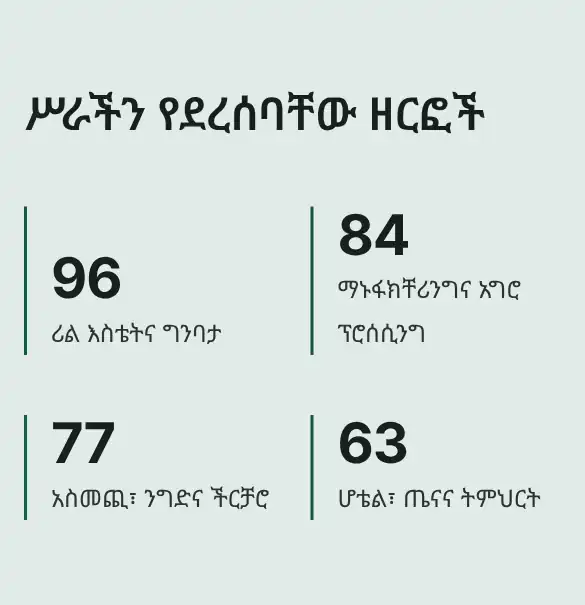 ሥራችን የደረሰባቸው ዘርፎች
96
ሪል እስቴትና ግንባታ
84
ማኑፋክቸሪንግና አግሮ
ፕሮሰሲንግ
77
አስመጪ፣ ንግድና ችርቻሮ
63
ሆቴል፣ ጤናና ትምህርት